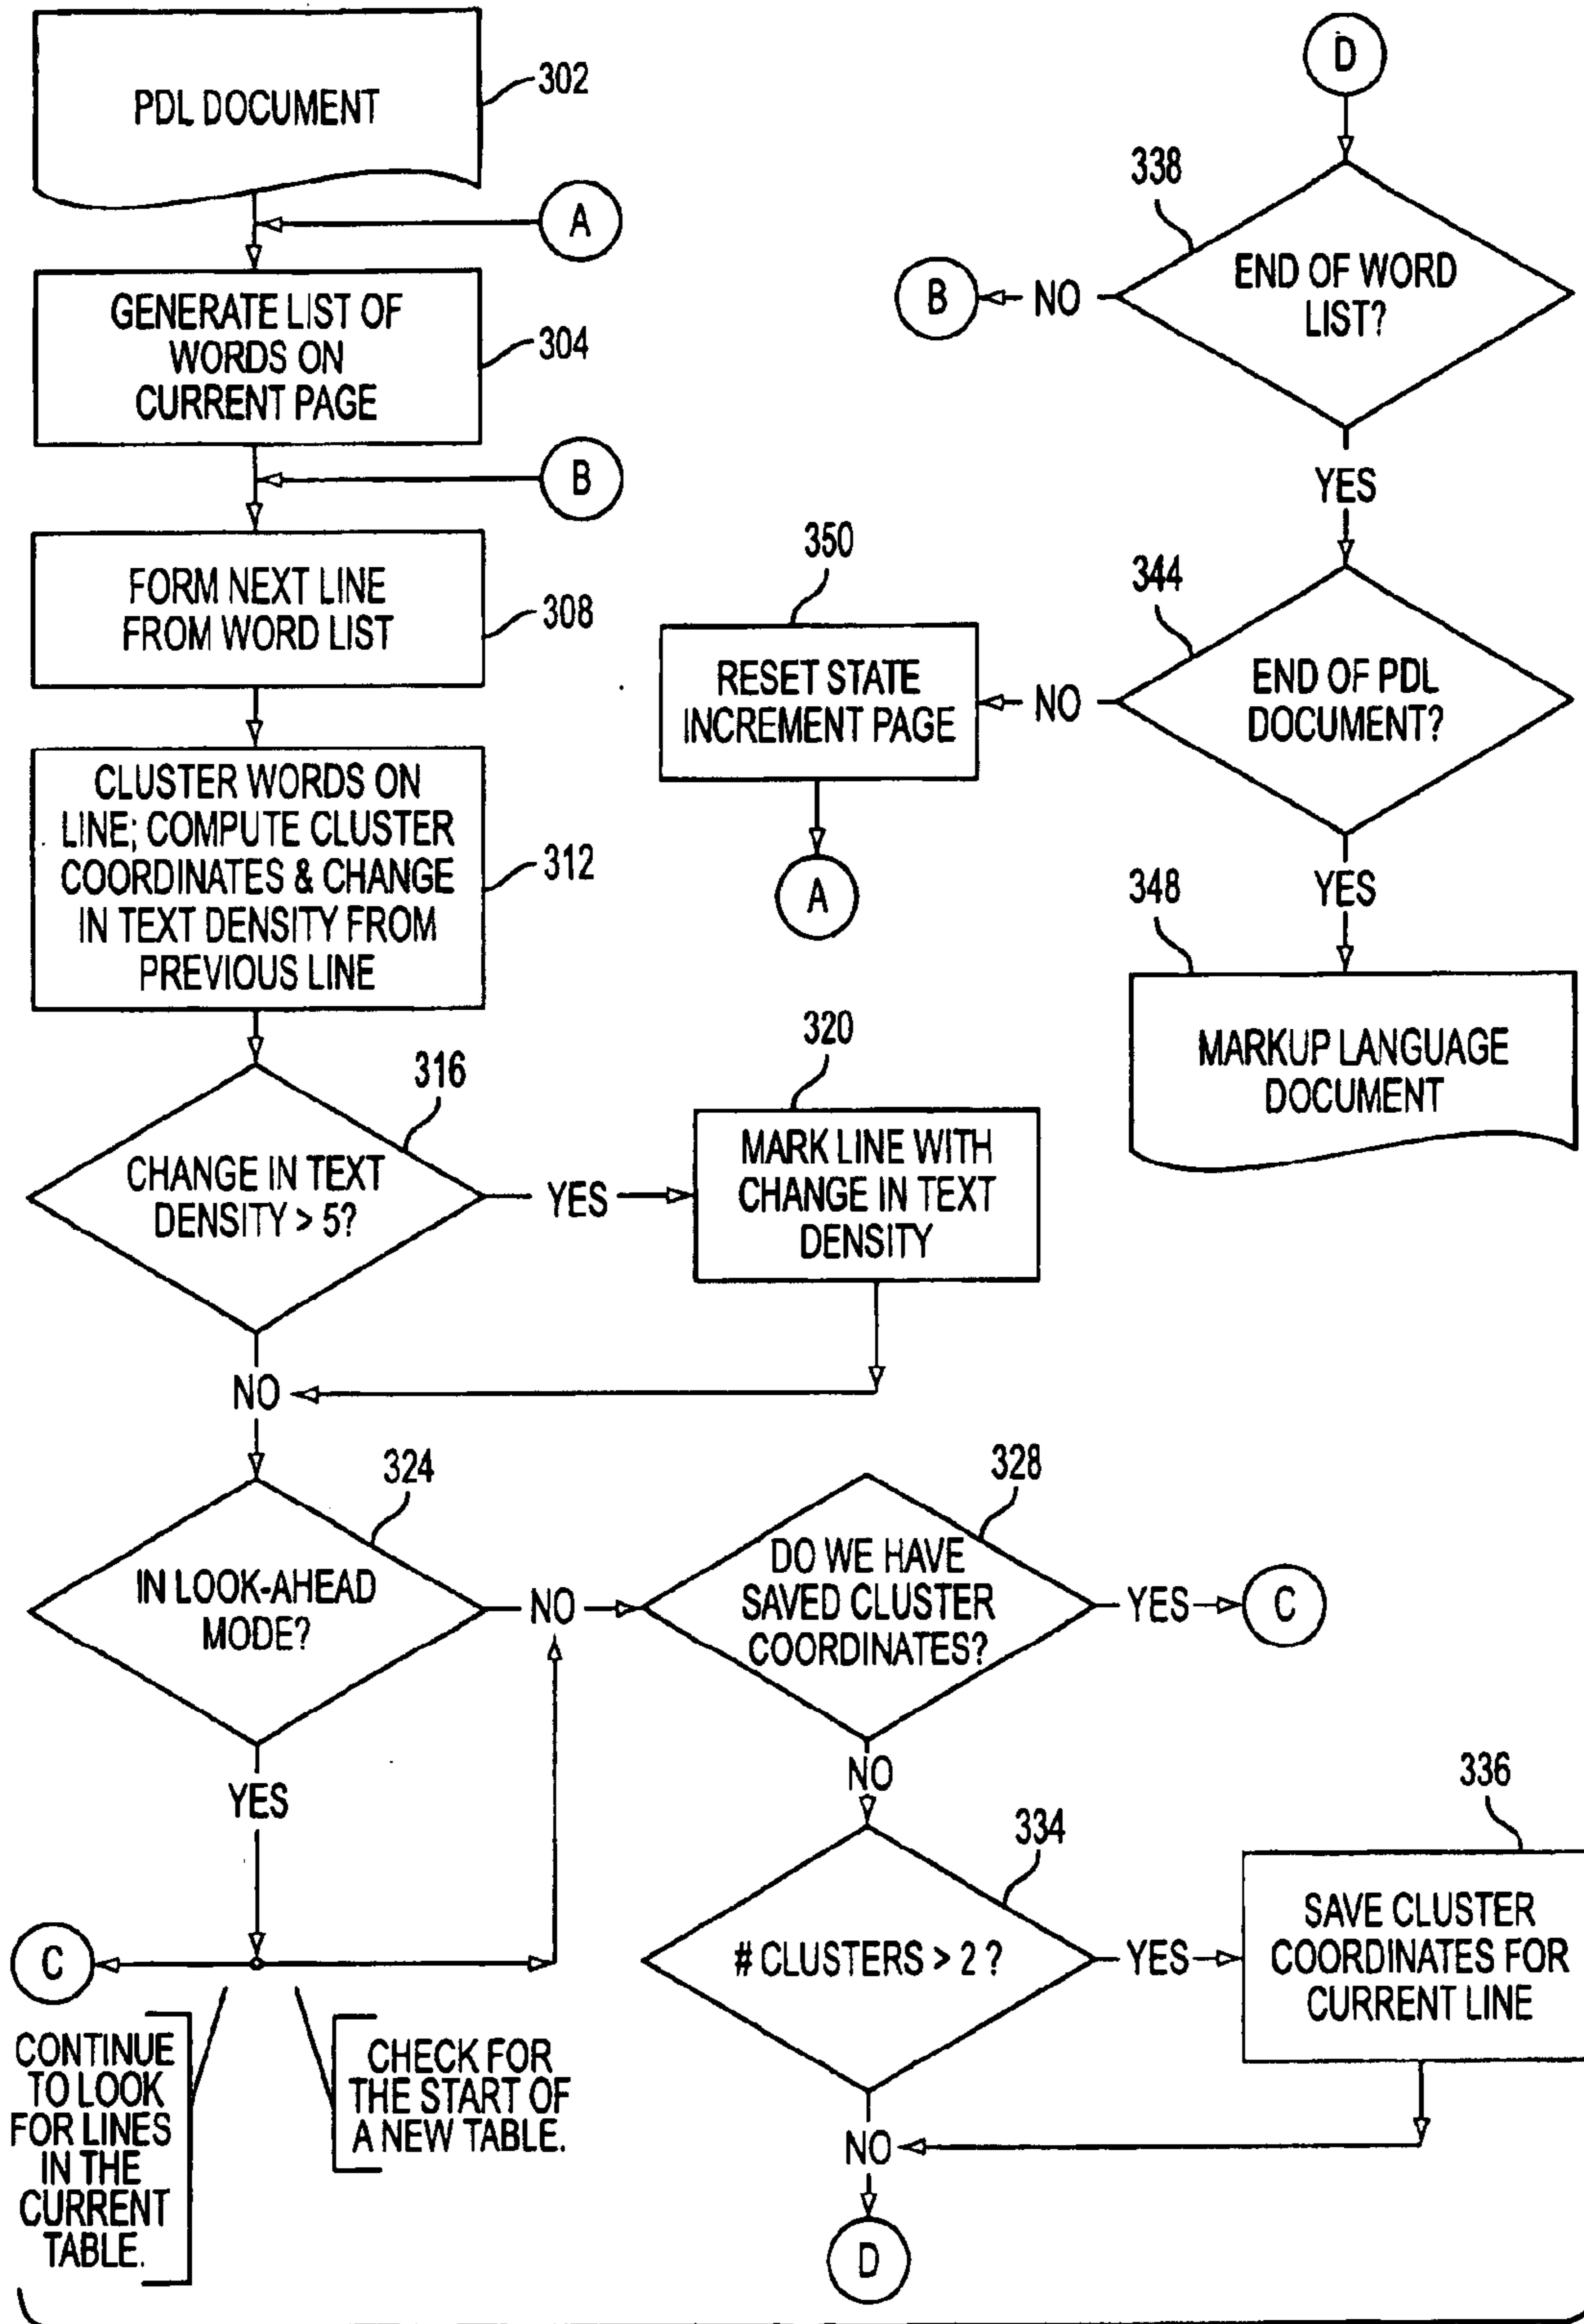 PDL DOCUMENT
302
A
GENERATE LIST OF
WORDS ON
CURRENT PAGE
304
B
FORM NEXT LINE
FROM WORD LIST
308
CLUSTER WORDS ON
LINE; COMPUTE CLUSTER
COORDINATES & CHANGE
IN TEXT DENSITY FROM
PREVIOUS LINE
312
CHANGE IN TEXT
DENSITY > 5?
316
YES
320
MARK LINE WITH
CHANGE IN TEXT
DENSITY
NO
324
IN LOOK-AHEAD
MODE?
NO
YES
C
CONTINUE
TO LOOK
FOR LINES
IN THE
CURRENT
TABLE.
CHECK FOR
THE START OF
A NEW TABLE.
328
DO WE HAVE
SAVED CLUSTER
COORDINATES?
YES
C
NO
334
# CLUSTERS > 2 ?
YES
336
SAVE CLUSTER
COORDINATES FOR
CURRENT LINE
NO
D
D
338
END OF WORD
LIST?
NO
B
YES
344
END OF PDL
DOCUMENT?
NO
350
RESET STATE
INCREMENT PAGE
A
YES
348
MARKUP LANGUAGE
DOCUMENT